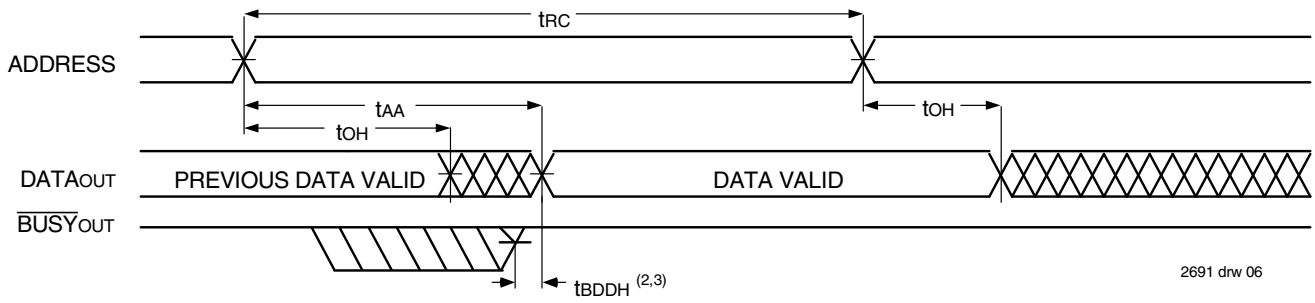 tRC
ADDRESS
tAA
tOH
tOH
DATAOUT
PREVIOUS DATA VALID
DATA VALID
BUSYOUT
tBDDH (2,3)
2691 drw 06